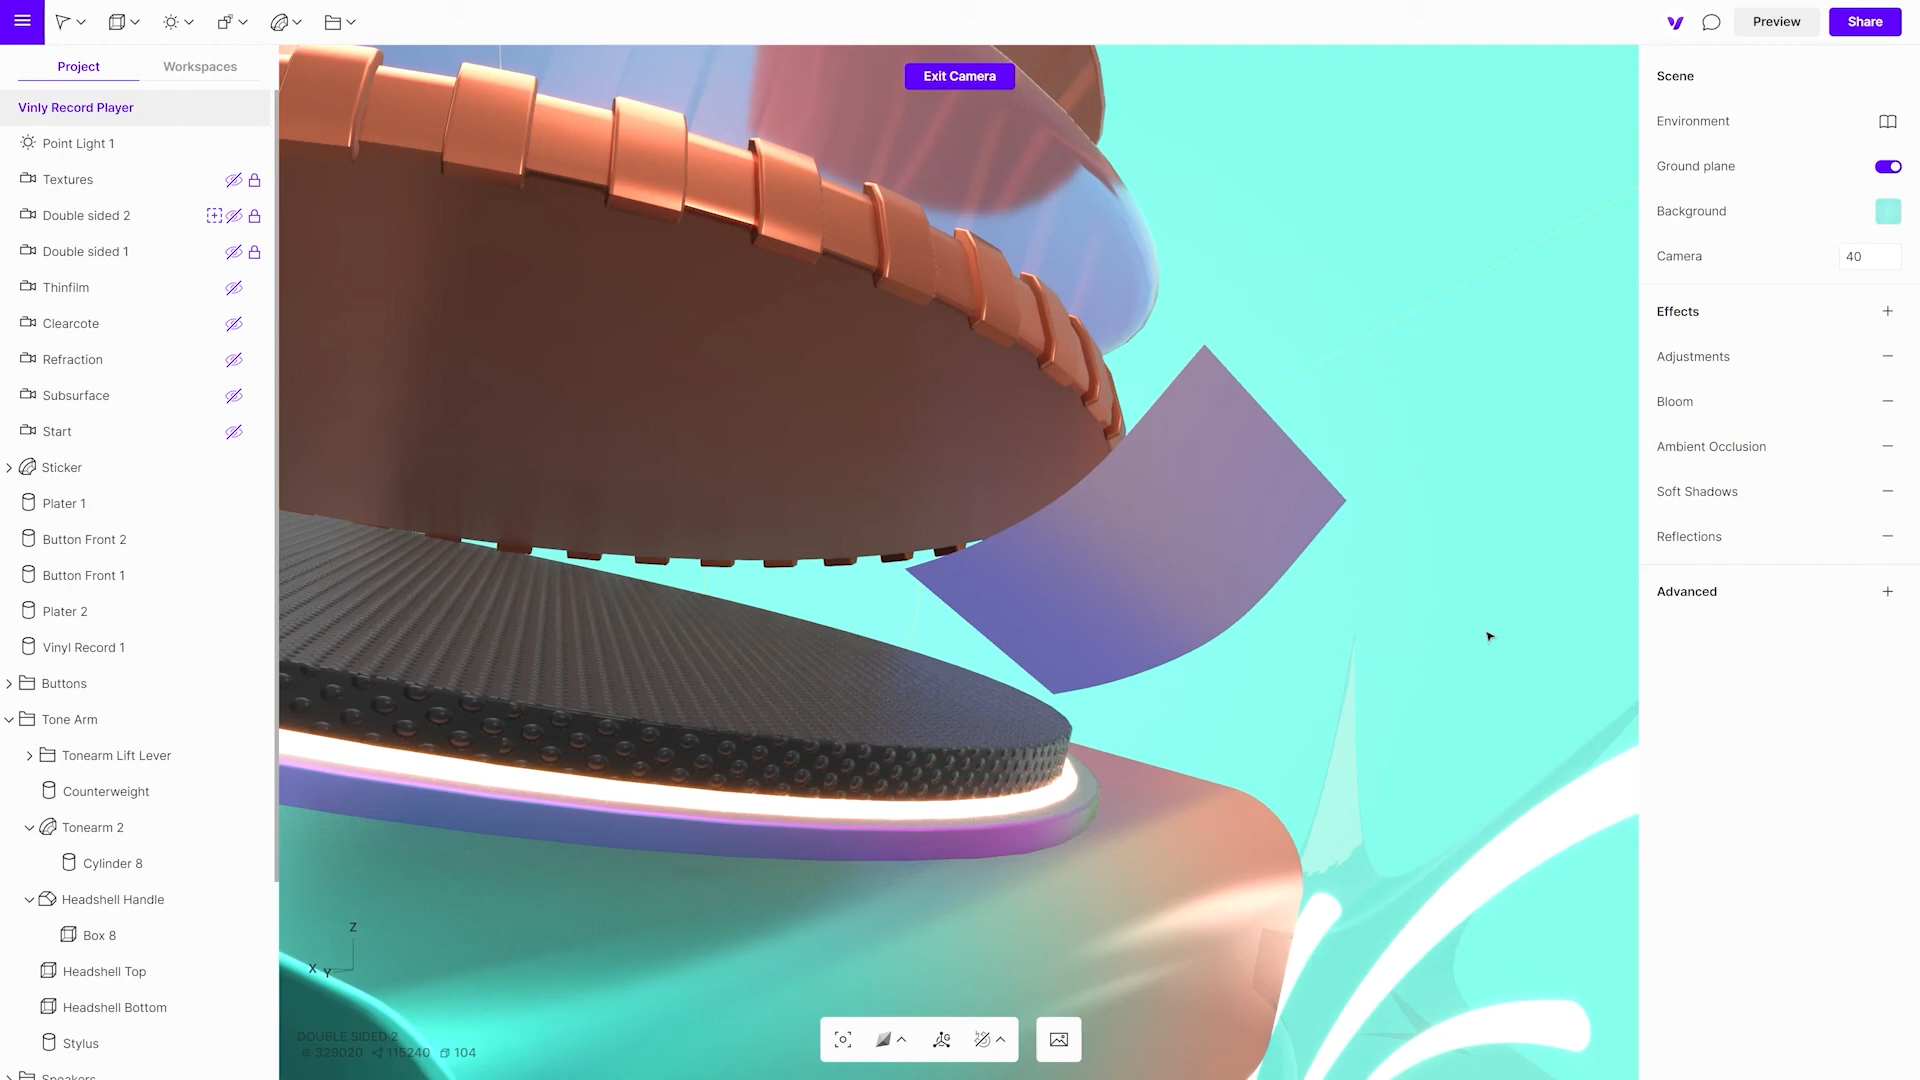 Preview
Share
Project
Workspaces
Exit Camera
Scene
Vinly Record Player
Environment
Point Light 1
Ground plane
Textures
Background
Double sided 2
Camera
40
Double sided 1
Thinfilm
Effects
Clearcote
Adjustments
Refraction
Bloom
Subsurface
Ambient Occlusion
Start
Soft Shadows
Sticker
Reflections
Plater 1
Advanced
Button Front 2
Button Front 1
Plater 2
Vinyl Record 1
Buttons
Tone Arm
Tonearm Lift Lever
Counterweight
Tonearm 2
Cylinder 8
Headshell Handle
Box 8
Headshell Top
Headshell Bottom
Stylus
Speakers
Z
X
Y
DOUBLE SIDED 2
329020 115240 104